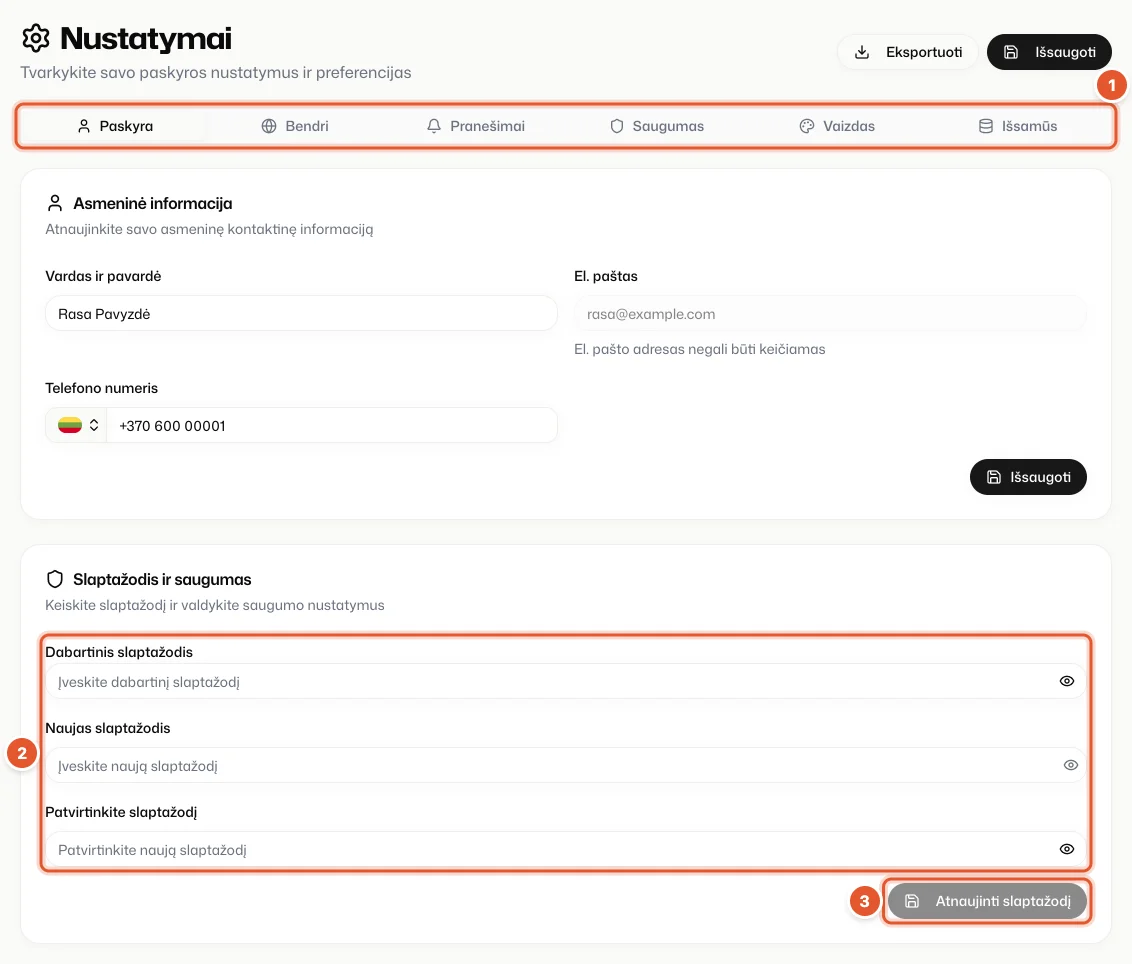 Nustatymai
Tvarkykite savo paskyros nustatymus ir preferencijas
Eksportuoti
Išsaugoti
1
Paskyra
Bendri
Pranešimai
Saugumas
Vaizdas
Išsamūs
Asmeninė informacija
Atnaujinkite savo asmeninę kontaktinę informaciją
Vardas ir pavardė
Rasa Pavyzdė
El. paštas
rasa@example.com
El. pašto adresas negali būti keičiamas
Telefono numeris
+370 600 00001
Išsaugoti
Slaptažodis ir saugumas
Keiskite slaptažodį ir valdykite saugumo nustatymus
2
Dabartinis slaptažodis
Įveskite dabartinį slaptažodį
Naujas slaptažodis
Įveskite naują slaptažodį
Patvirtinkite slaptažodį
Patvirtinkite naują slaptažodį
3
Atnaujinti slaptažodį